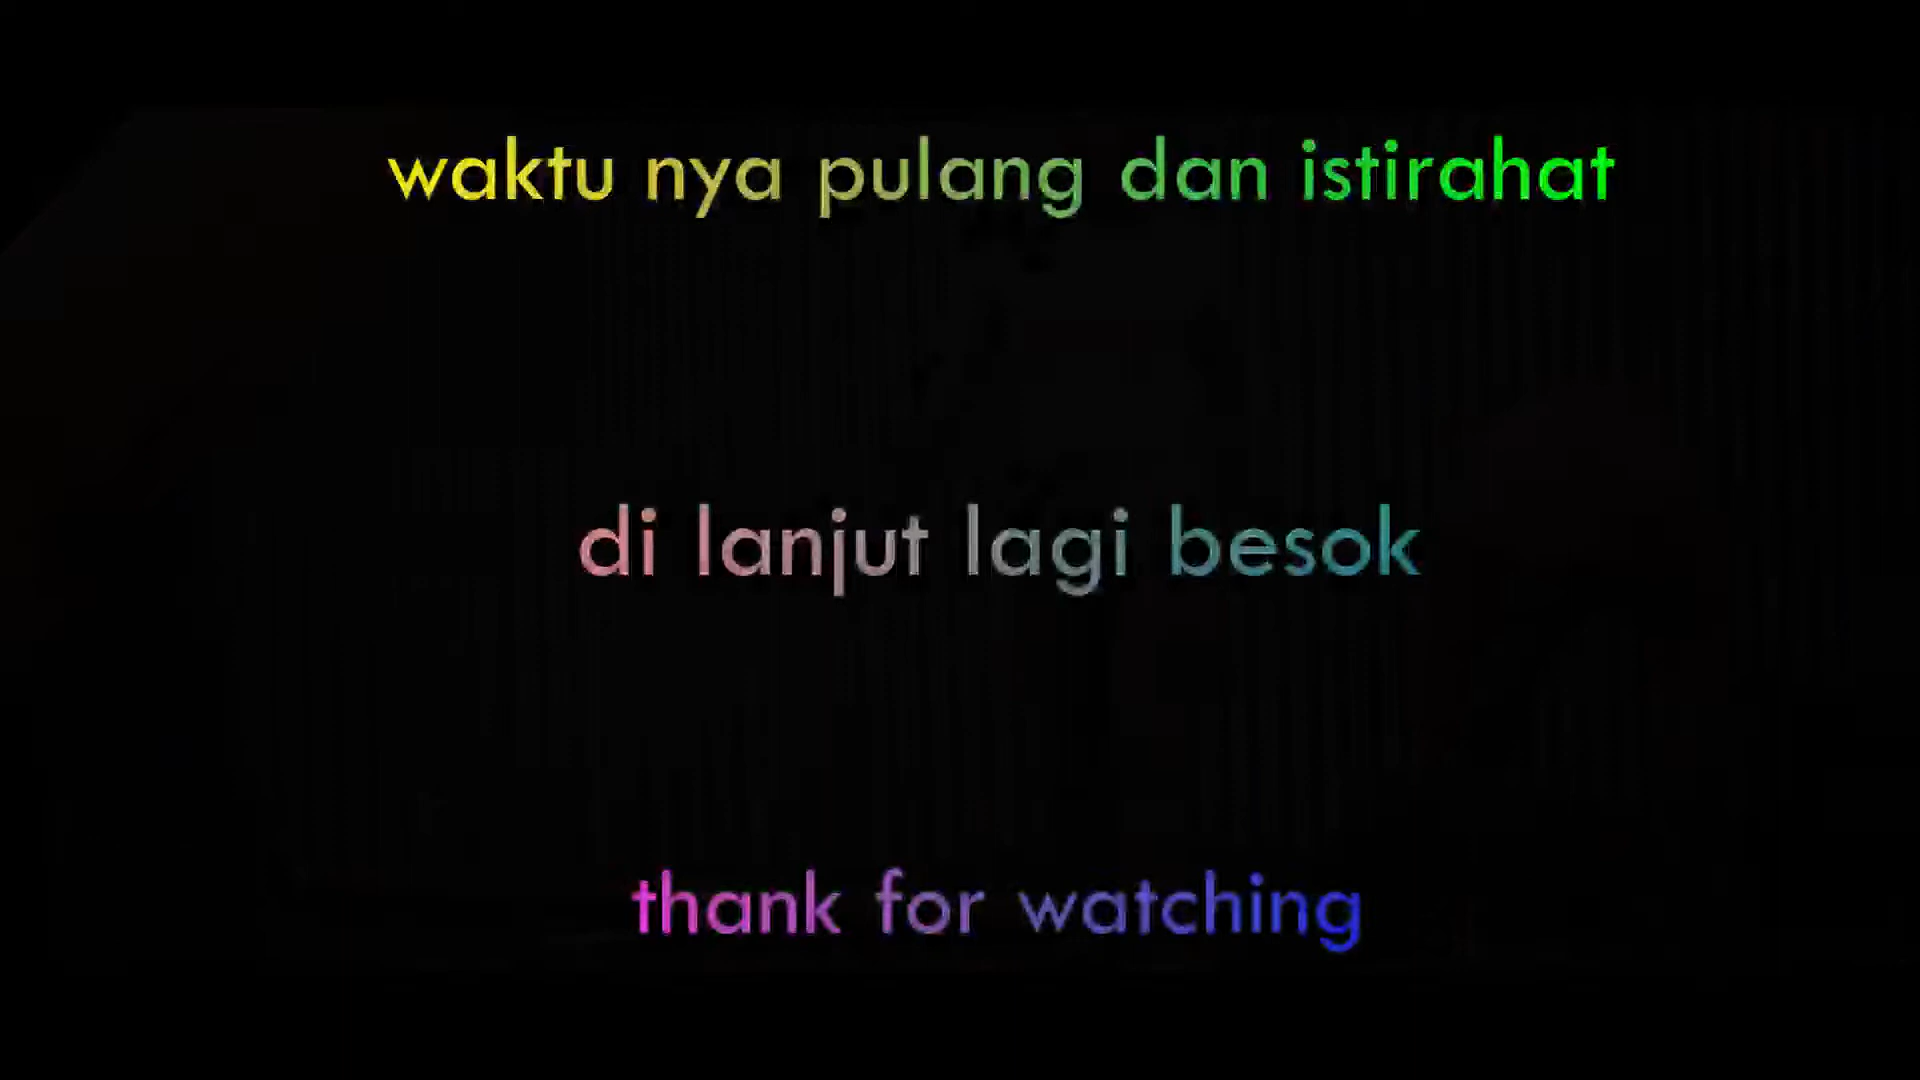 waktu nya pulang dan istirahat
di lanjut lagi besok
thank for watching